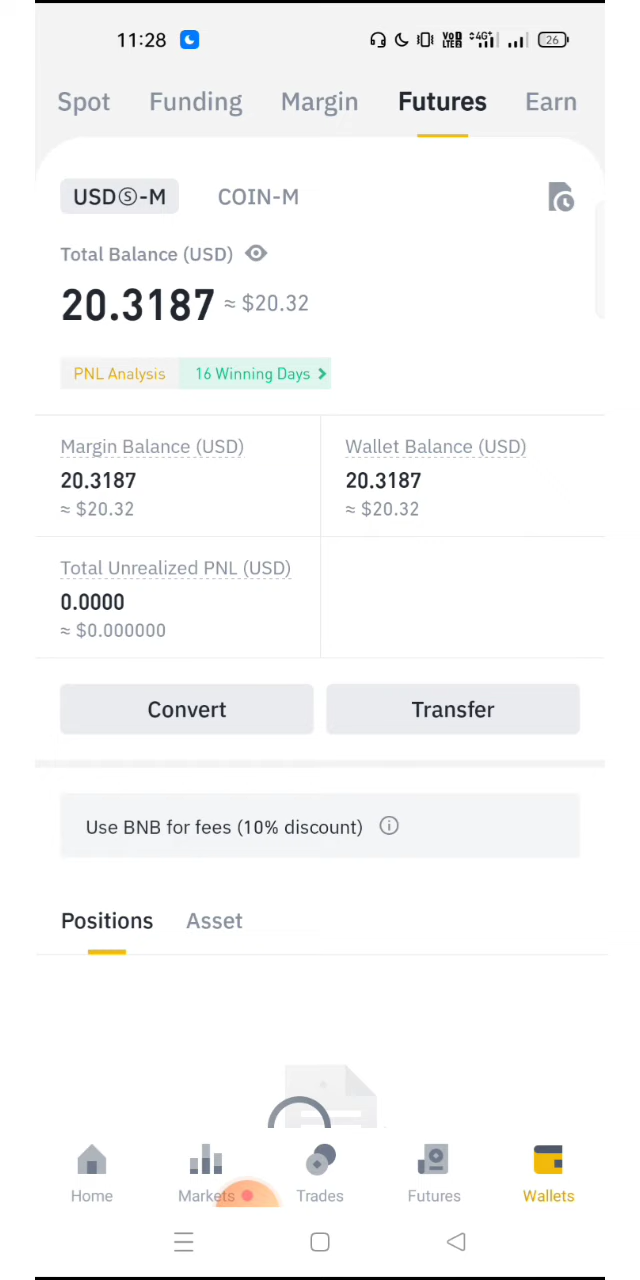 11:28 VoD LTE2 4G+ 26
Spot Funding Margin Futures Earn
USDⓈ-M COIN-M
Total Balance (USD)
20.3187 ≈ $20.32
PNL Analysis 16 Winning Days
Margin Balance (USD) Wallet Balance (USD)
20.3187 20.3187
≈ $20.32 ≈ $20.32
Total Unrealized PNL (USD)
0.0000
≈ $0.000000
Convert Transfer
Use BNB for fees (10% discount)
Positions Asset
Home Markets Trades Futures Wallets